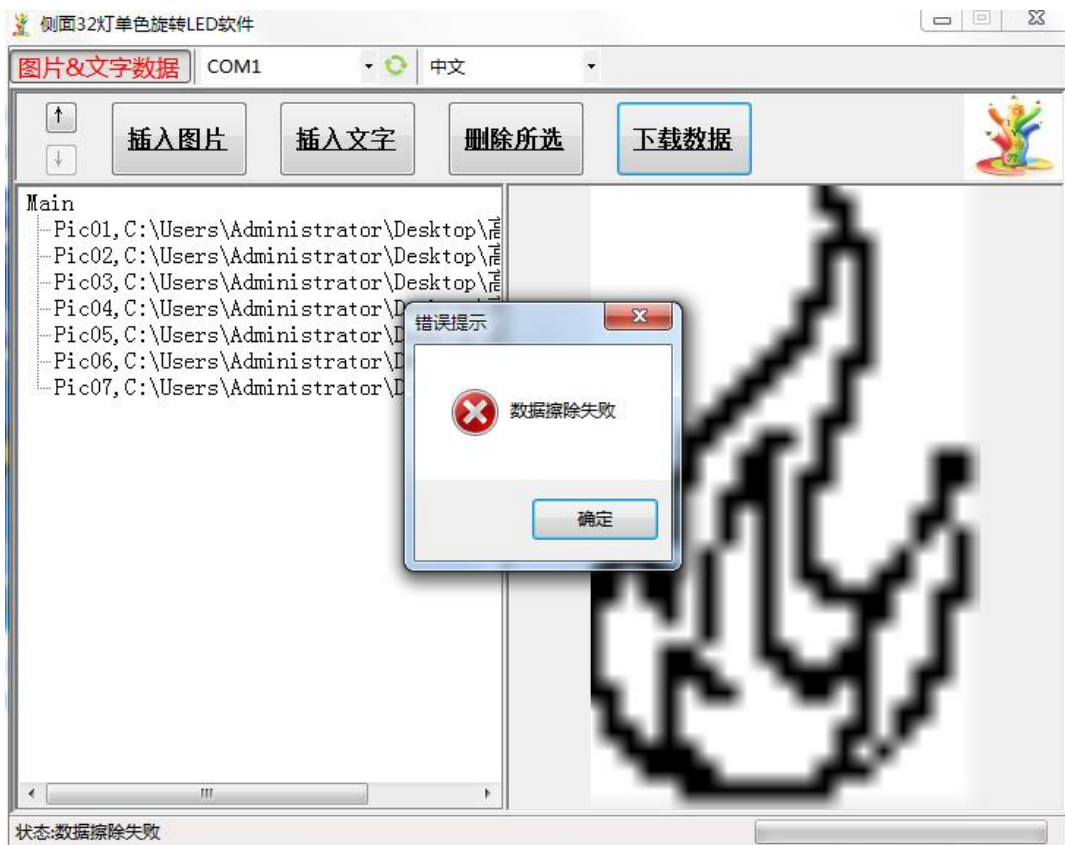 侧面32灯单色旋转LED软件
图片&文字数据 COM1 中文
↑
↓
插入图片 插入文字 删除所选 下载数据
Main
Pic01,C:\Users\Administrator\Desktop\
Pic02,C:\Users\Administrator\Desktop\
Pic03,C:\Users\Administrator\Desktop\
Pic04,C:\Users\Administrator\D
Pic05,C:\Users\Administrator\D
Pic06,C:\Users\Administrator\D
Pic07,C:\Users\Administrator\D
错误提示
数据擦除失败
确定
状态:数据擦除失败